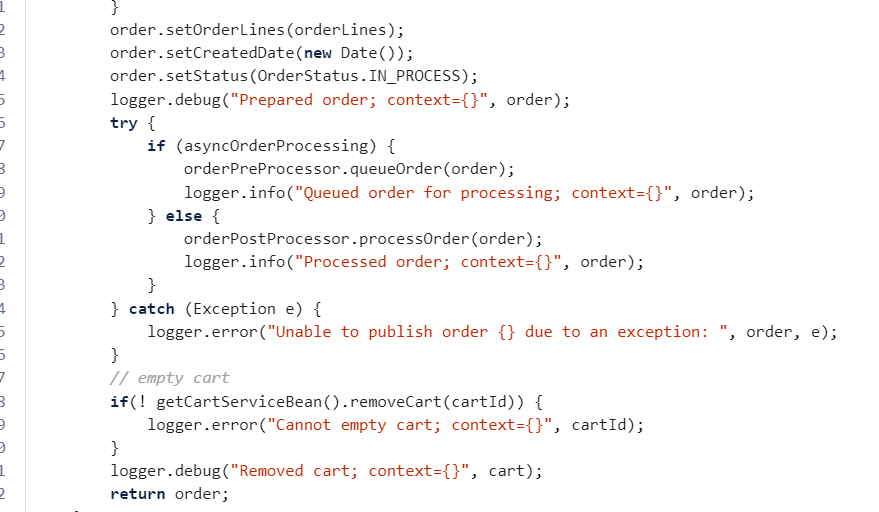 1 }
2 order.setOrderLines(orderLines);
3 order.setCreatedDate(new Date());
4 order.setStatus(OrderStatus.IN_PROCESS);
5 logger.debug("Prepared order; context={}", order);
6 try {
7 if (asyncOrderProcessing) {
8 orderPreProcessor.queueOrder(order);
9 logger.info("Queued order for processing; context={}", order);
0 } else {
1 orderPostProcessor.processOrder(order);
2 logger.info("Processed order; context={}", order);
3 }
4 } catch (Exception e) {
5 logger.error("Unable to publish order {} due to an exception: ", order, e);
6 }
7 // empty cart
8 if(! getCartServiceBean().removeCart(cartId)) {
9 logger.error("Cannot empty cart; context={}", cartId);
0 }
1 logger.debug("Removed cart; context={}", cart);
2 return order;